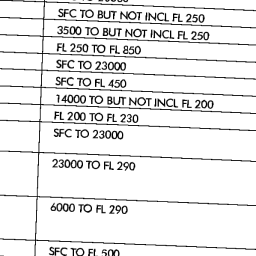 SFC TO BUT NOT INCL FL 250
3500 TO BUT NOT INCL FL 250
FL 250 TO FL 850
SFC TO 23000
SFC TO FL 450
14000 TO BUT NOT INCL FL 200
FL 200 TO FL 230
SFC TO 23000
23000 TO FL 290
6000 TO FL 290
SFC TO FL 500